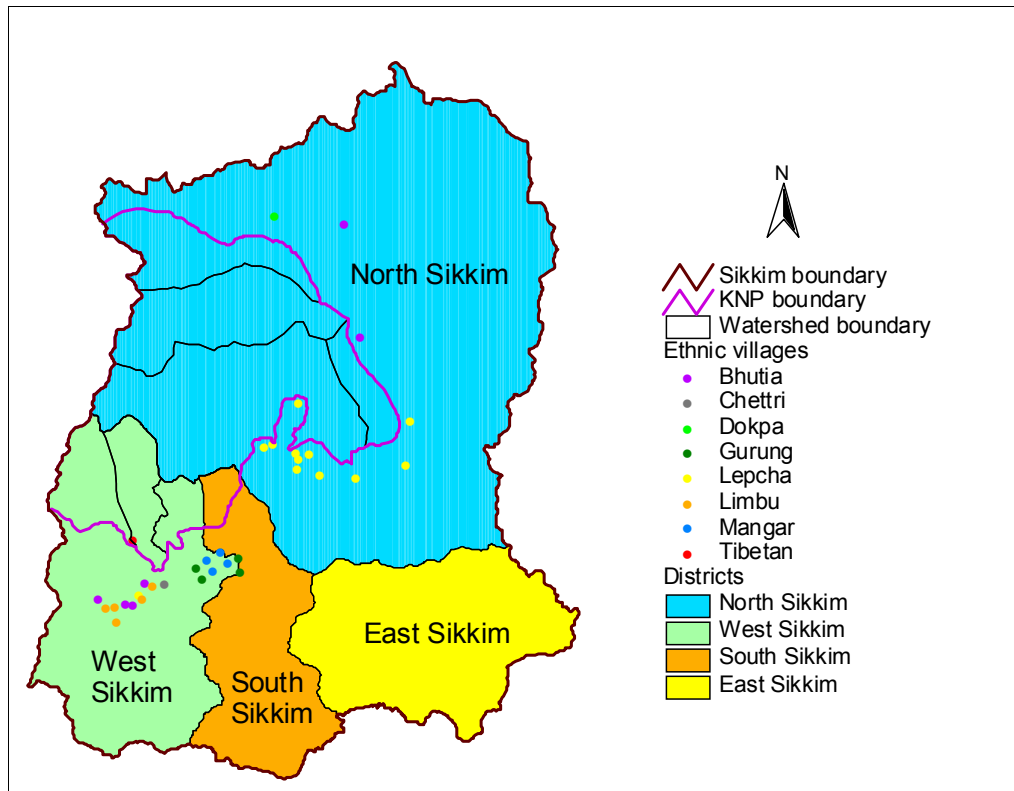 N
North Sikkim
West
Sikkim
South
Sikkim
East Sikkim
Sikkim boundary
KNP boundary
Watershed boundary
Ethnic villages
Bhutia
Chettri
Dokpa
Gurung
Lepcha
Limbu
Mangar
Tibetan
Districts
North Sikkim
West Sikkim
South Sikkim
East Sikkim